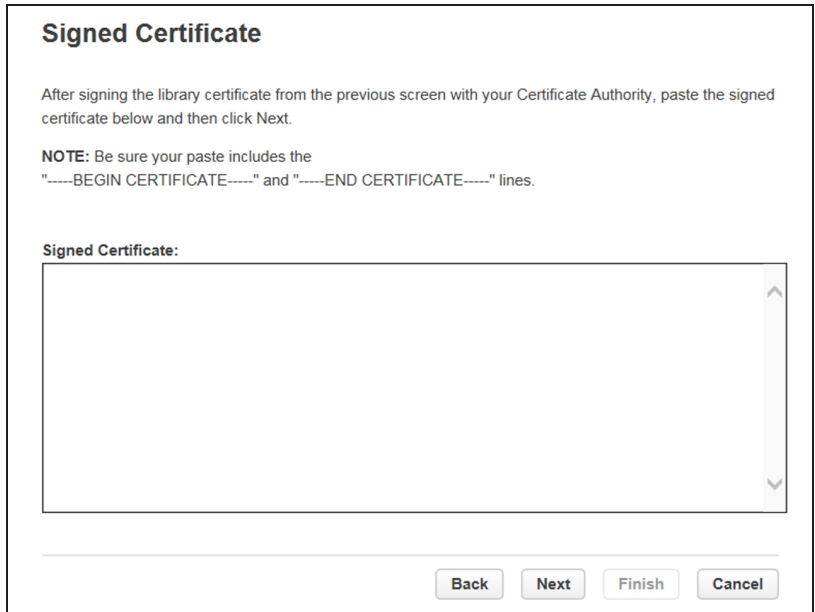 Signed Certificate
After signing the library certificate from the previous screen with your Certificate Authority, paste the signed
certificate below and then click Next.
NOTE: Be sure your paste includes the
"-----BEGIN CERTIFICATE-----" and "-----END CERTIFICATE-----" lines.
Signed Certificate:
Back Next Finish Cancel